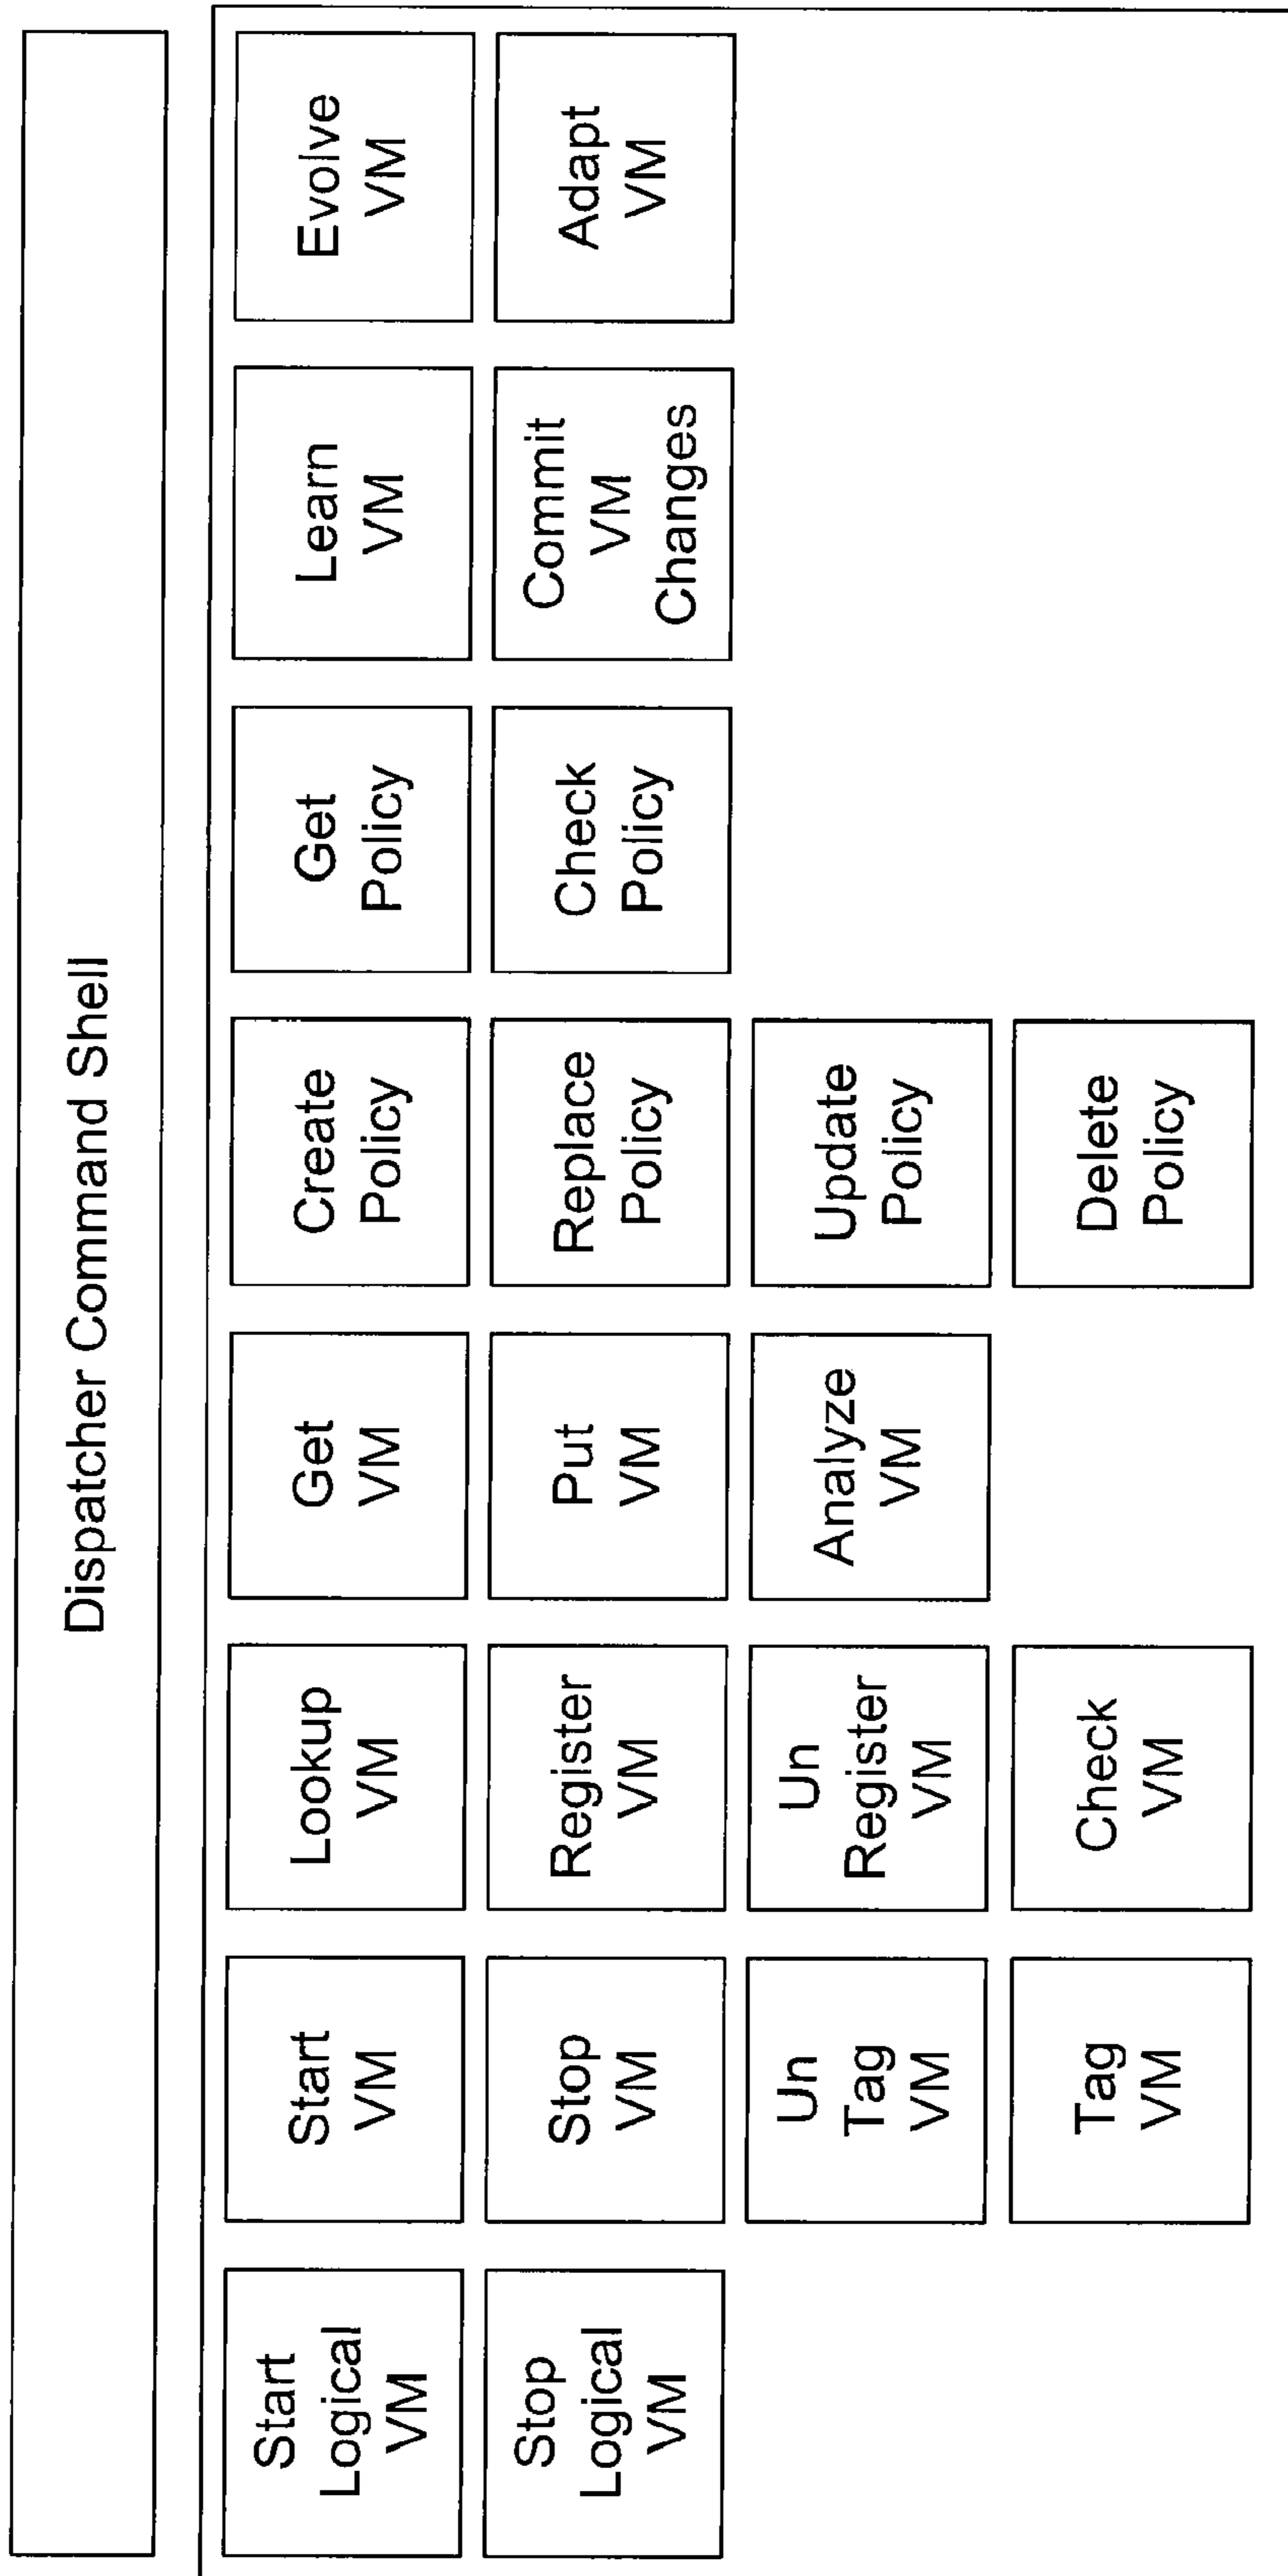 Dispatcher Command Shell
Start
Logical
VM
Start
VM
Lookup
VM
Get
VM
Create
Policy
Get
Policy
Learn
VM
Evolve
VM
Stop
Logical
VM
Stop
VM
Register
VM
Put
VM
Replace
Policy
Check
Policy
Commit
VM
Changes
Adapt
VM
Un
Tag
VM
Un
Register
VM
Analyze
VM
Update
Policy
Tag
VM
Check
VM
Delete
Policy